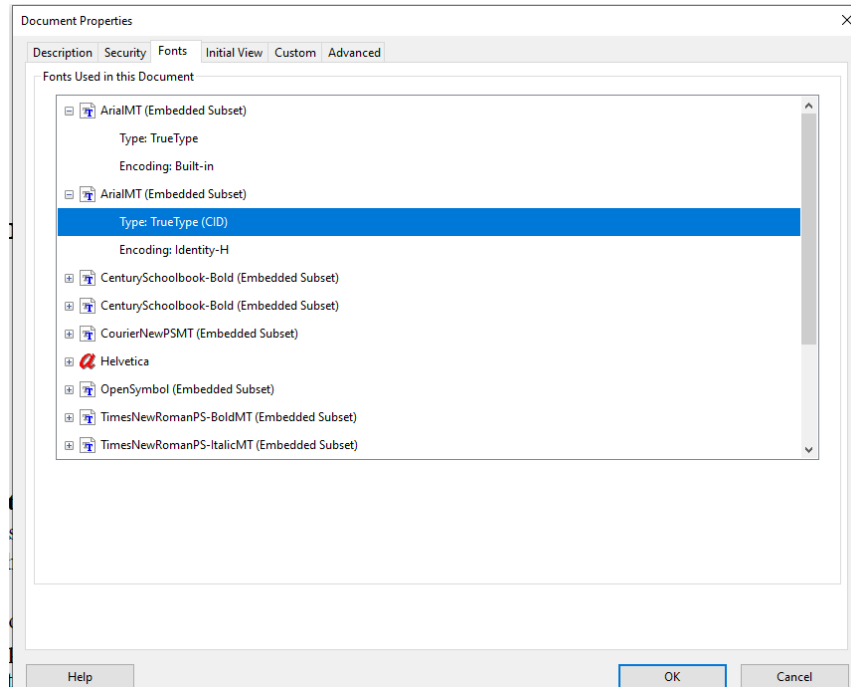 Document Properties
Description Security Fonts Initial View Custom Advanced
Fonts Used in this Document
ArialMT (Embedded Subset)
Type: TrueType
Encoding: Built-in
ArialMT (Embedded Subset)
Type: TrueType (CID)
Encoding: Identity-H
CenturySchoolbook-Bold (Embedded Subset)
CenturySchoolbook-Bold (Embedded Subset)
CourierNewPSMT (Embedded Subset)
Helvetica
OpenSymbol (Embedded Subset)
TimesNewRomanPS-BoldMT (Embedded Subset)
TimesNewRomanPS-ItalicMT (Embedded Subset)
Help OK Cancel